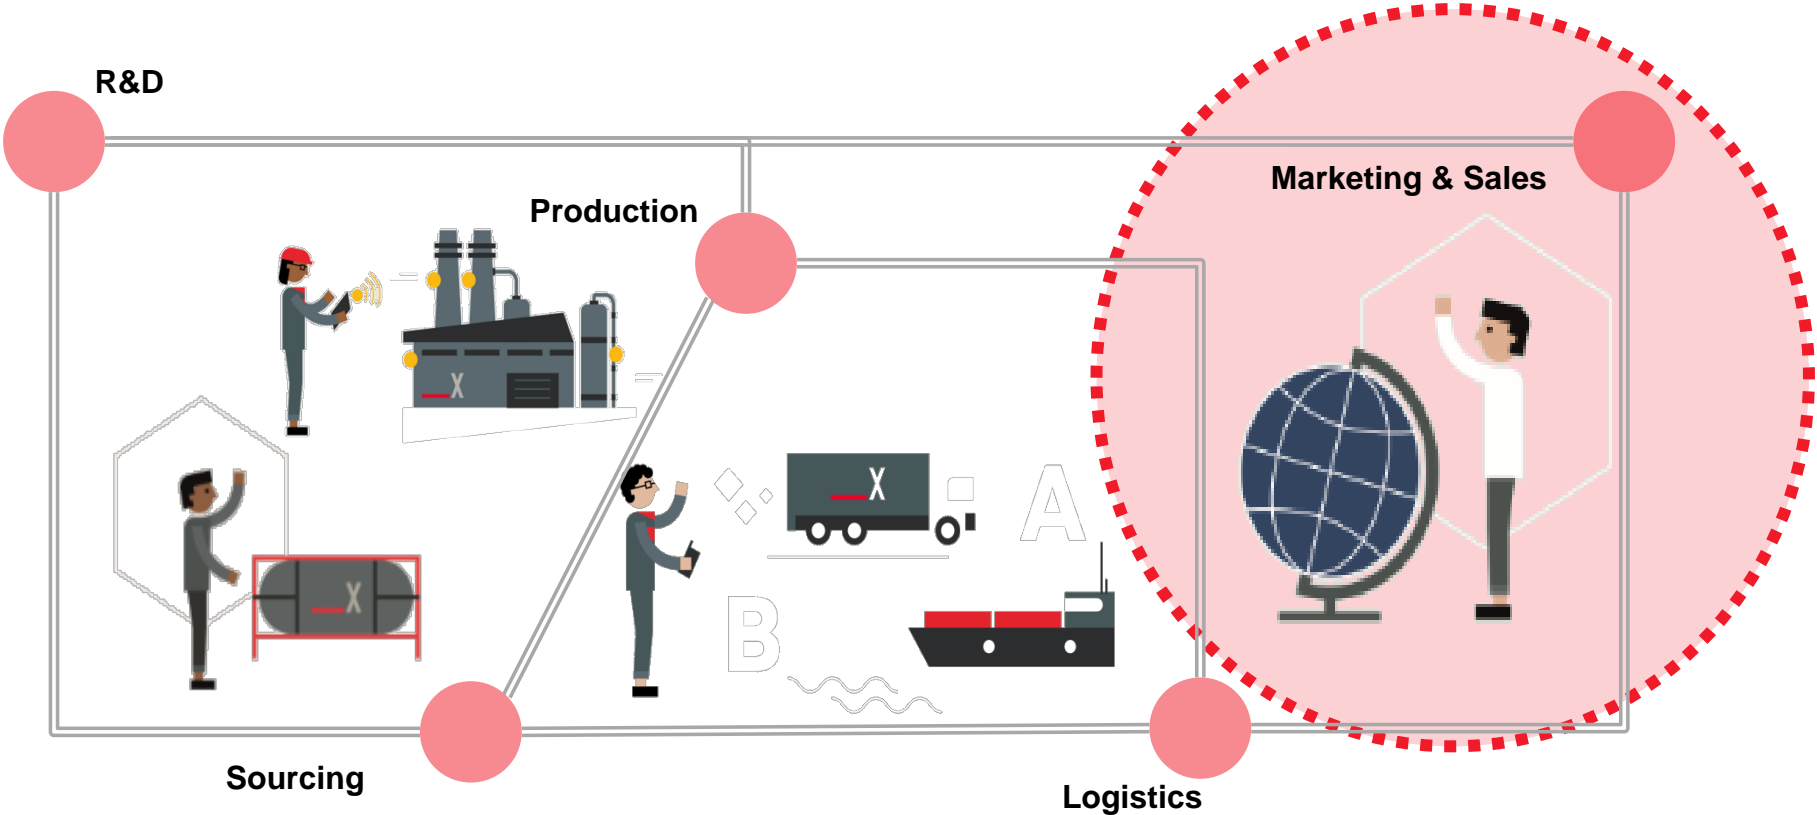 R&D
Marketing & Sales
Production
X
X
X
A
B
Sourcing
Logistics